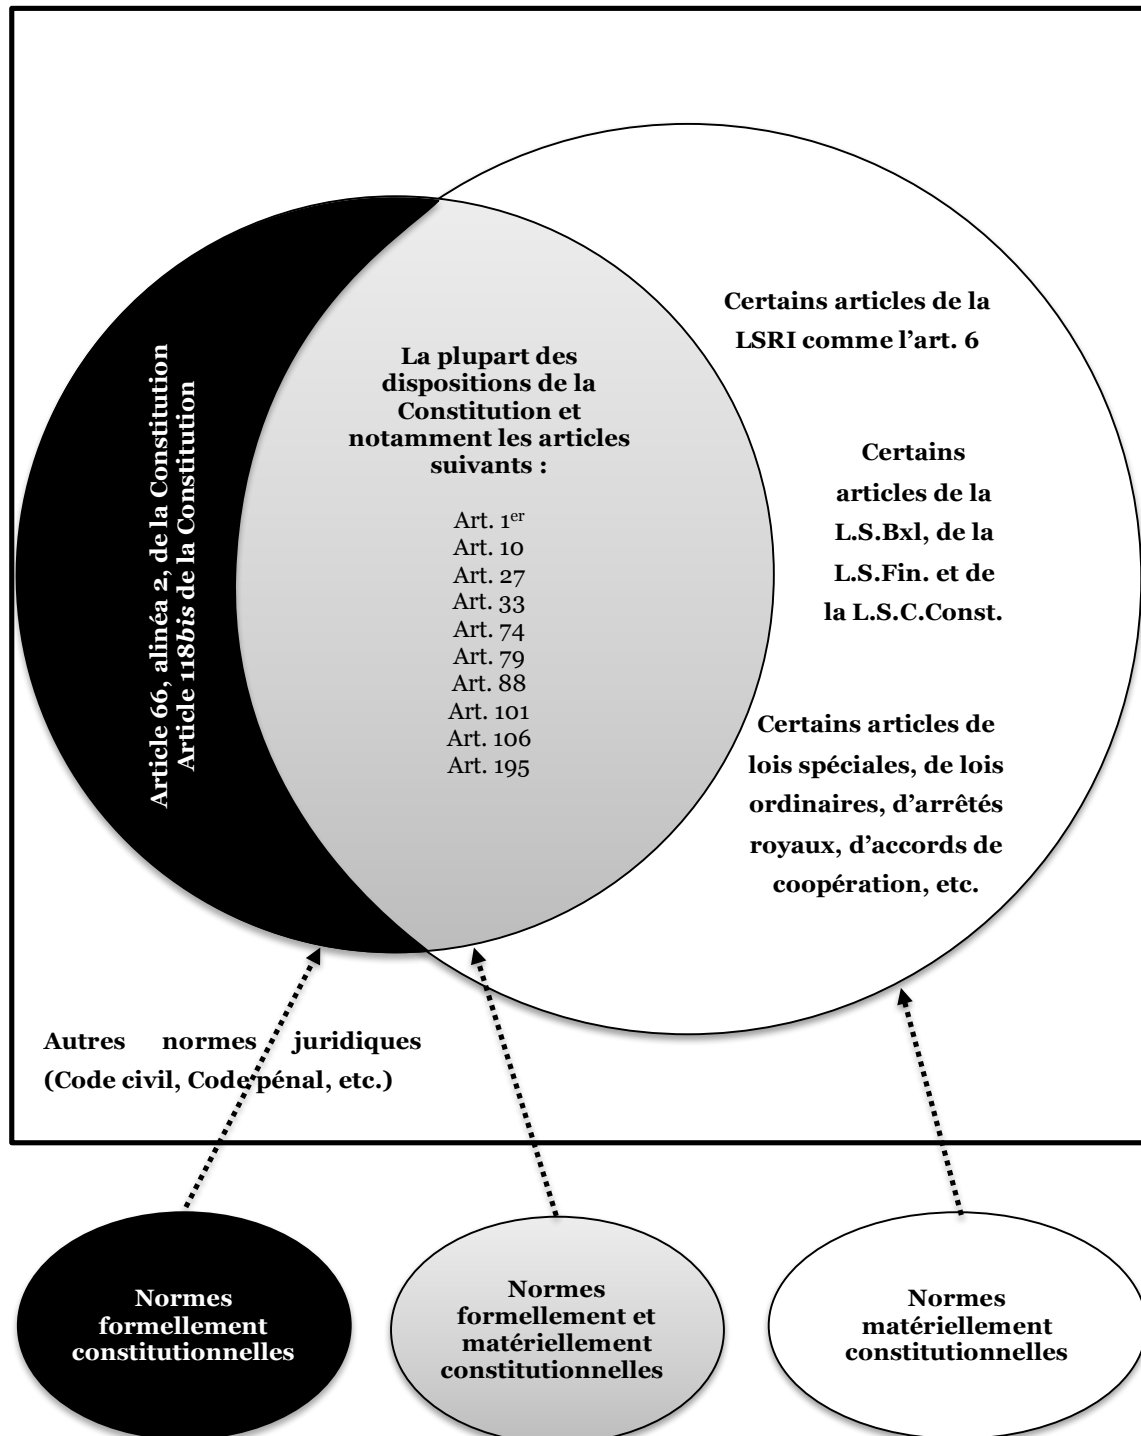 Article 66, alinéa 2, de la Constitution
Article 118bis de la Constitution
La plupart des
dispositions de la
Constitution et
notamment les articles
suivants :
Art. 1er
Art. 10
Art. 27
Art. 33
Art. 74
Art. 79
Art. 88
Art. 101
Art. 106
Art. 195
Certains articles de la
LSRI comme l’art. 6
Certains
articles de la
L.S.Bxl, de la
L.S.Fin. et de
la L.S.C.Const.
Certains articles de
lois spéciales, de lois
ordinaires, d’arrêtés
royaux, d’accords de
coopération, etc.
Autres normes juridiques
(Code civil, Code pénal, etc.)
Normes
formellement
constitutionnelles
Normes
formellement et
matériellement
constitutionnelles
Normes
matériellement
constitutionnelles